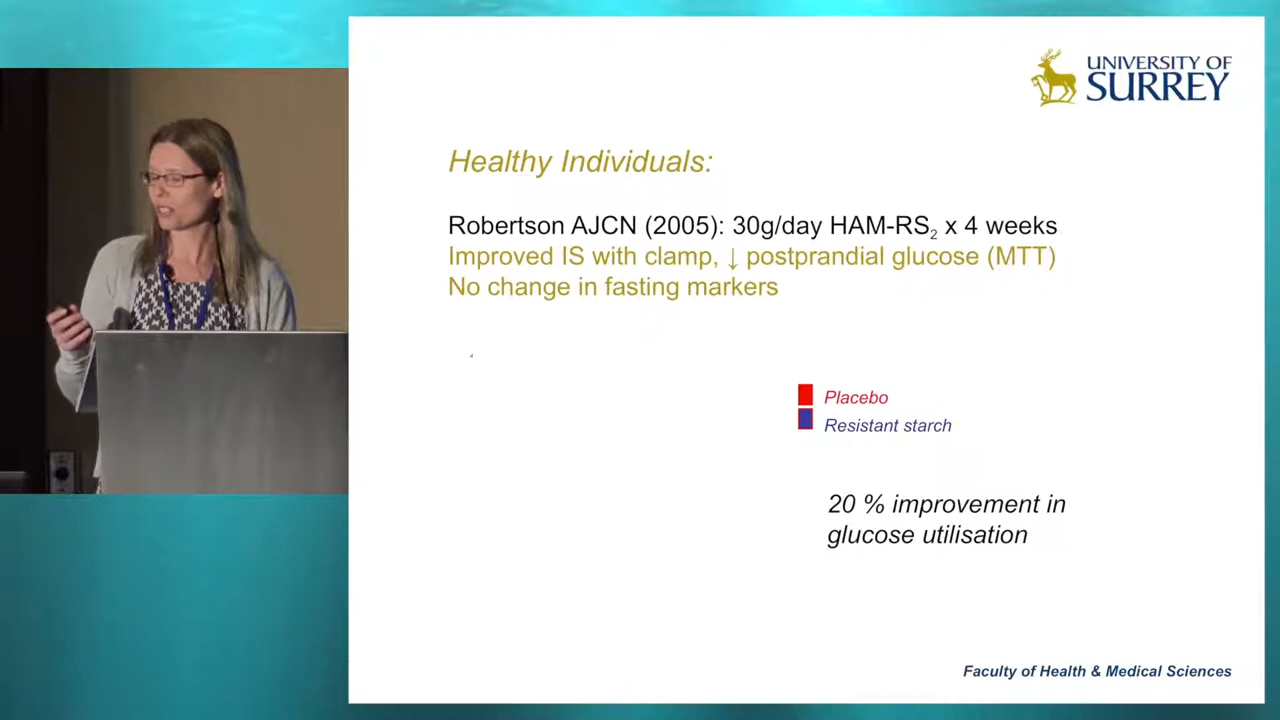 UNIVERSITY OF
SURREY
Healthy Individuals:
Robertson AJCN (2005): 30g/day HAM-RS₂ x 4 weeks
Improved IS with clamp, ↓ postprandial glucose (MTT)
No change in fasting markers
Placebo
Resistant starch
20 % improvement in
glucose utilisation
Faculty of Health & Medical Sciences